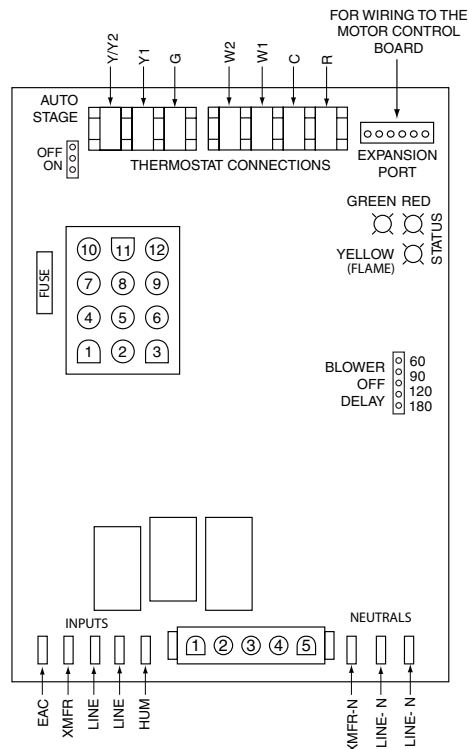 FOR WIRING TO THE
MOTOR CONTROL
BOARD
Y/Y2
Y1
G
W2
W1
C
R
AUTO
STAGE
OFF
ON
THERMOSTAT CONNECTIONS
EXPANSION
PORT
GREEN RED
STATUS
YELLOW
(FLAME)
FUSE
10 11 12
7 8 9
4 5 6
1 2 3
BLOWER
OFF
DELAY
60
90
120
180
INPUTS
NEUTRALS
1 2 3 4 5
EAC
XMFR
LINE
LINE
HUM
XMFR-N
LINE- N
LINE- N